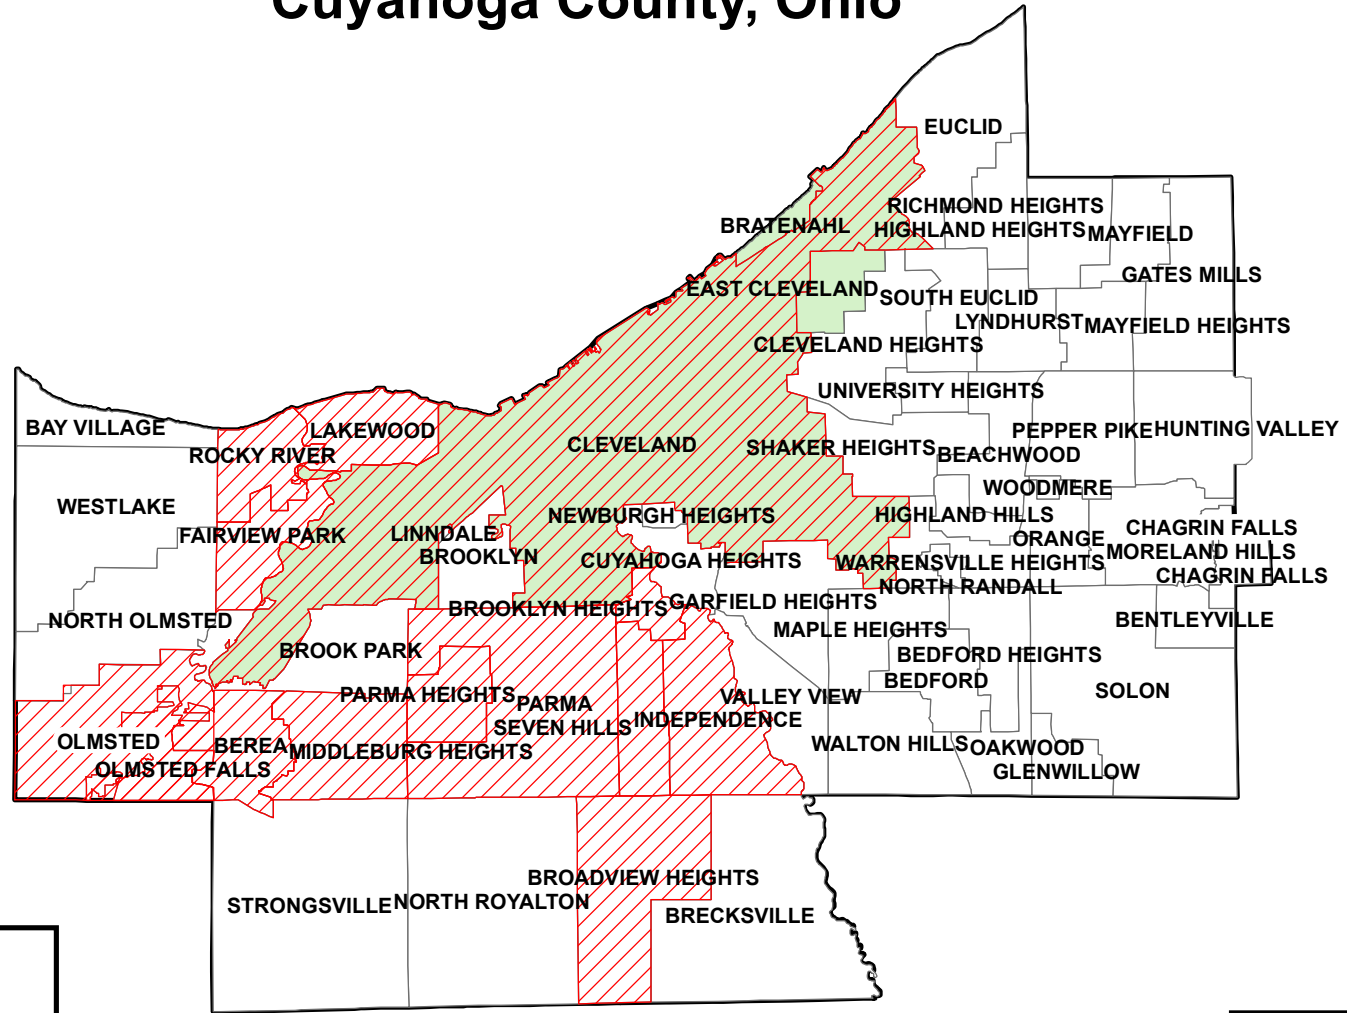 Cuyahoga County, Ohio
EUCLID
RICHMOND HEIGHTS
BRATENAHL
HIGHLAND HEIGHTS
MAYFIELD
GATES MILLS
EAST CLEVELAND
SOUTH EUCLID
LYNDHURST
MAYFIELD HEIGHTS
CLEVELAND HEIGHTS
UNIVERSITY HEIGHTS
BAY VILLAGE
LAKEWOOD
ROCKY RIVER
CLEVELAND
SHAKER HEIGHTS
BEACHWOOD
PEPPER PIKE
HUNTING VALLEY
WOODMERE
WESTLAKE
FAIRVIEW PARK
LINNDALE
BROOKLYN
NEWBURGH HEIGHTS
HIGHLAND HILLS
ORANGE
CHAGRIN FALLS
MORELAND HILLS
CUYAHOGA HEIGHTS
WARRENSVILLE HEIGHTS
CHAGRIN FALLS
NORTH RANDALL
BROOKLYN HEIGHTS
GARFIELD HEIGHTS
NORTH OLMSTED
BENTLEYVILLE
MAPLE HEIGHTS
BROOK PARK
BEDFORD HEIGHTS
BEDFORD
SOLON
PARMA HEIGHTS
PARMA
VALLEY VIEW
SEVEN HILLS
INDEPENDENCE
OLMSTED
BEREA
MIDDLEBURG HEIGHTS
WALTON HILLS
OAKWOOD
OLMSTED FALLS
GLENWILLOW
BROADVIEW HEIGHTS
STRONGSVILLE
NORTH ROYALTON
BRECKSVILLE